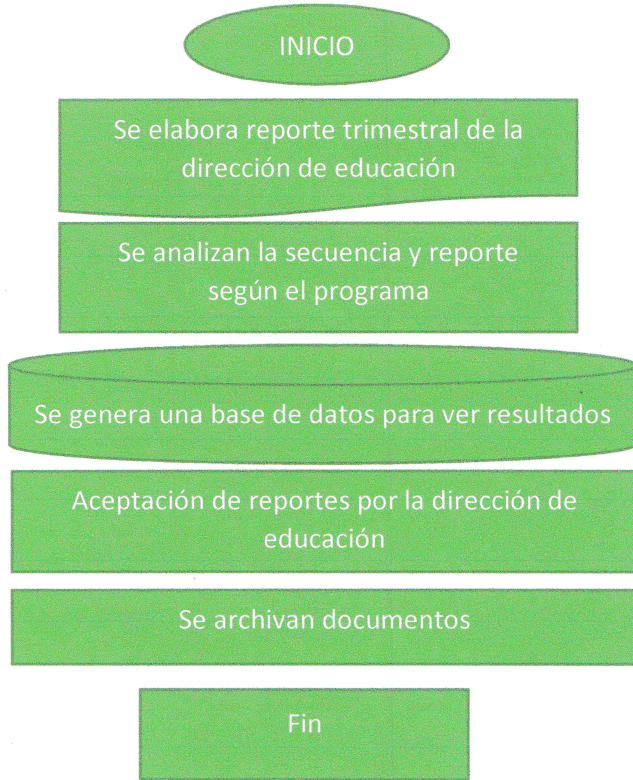 INICIO
Se elabora reporte trimestral de la
dirección de educación
Se analizan la secuencia y reporte
según el programa
Se genera una base de datos para ver resultados
Aceptación de reportes por la dirección de
educación
Se archivan documentos
Fin